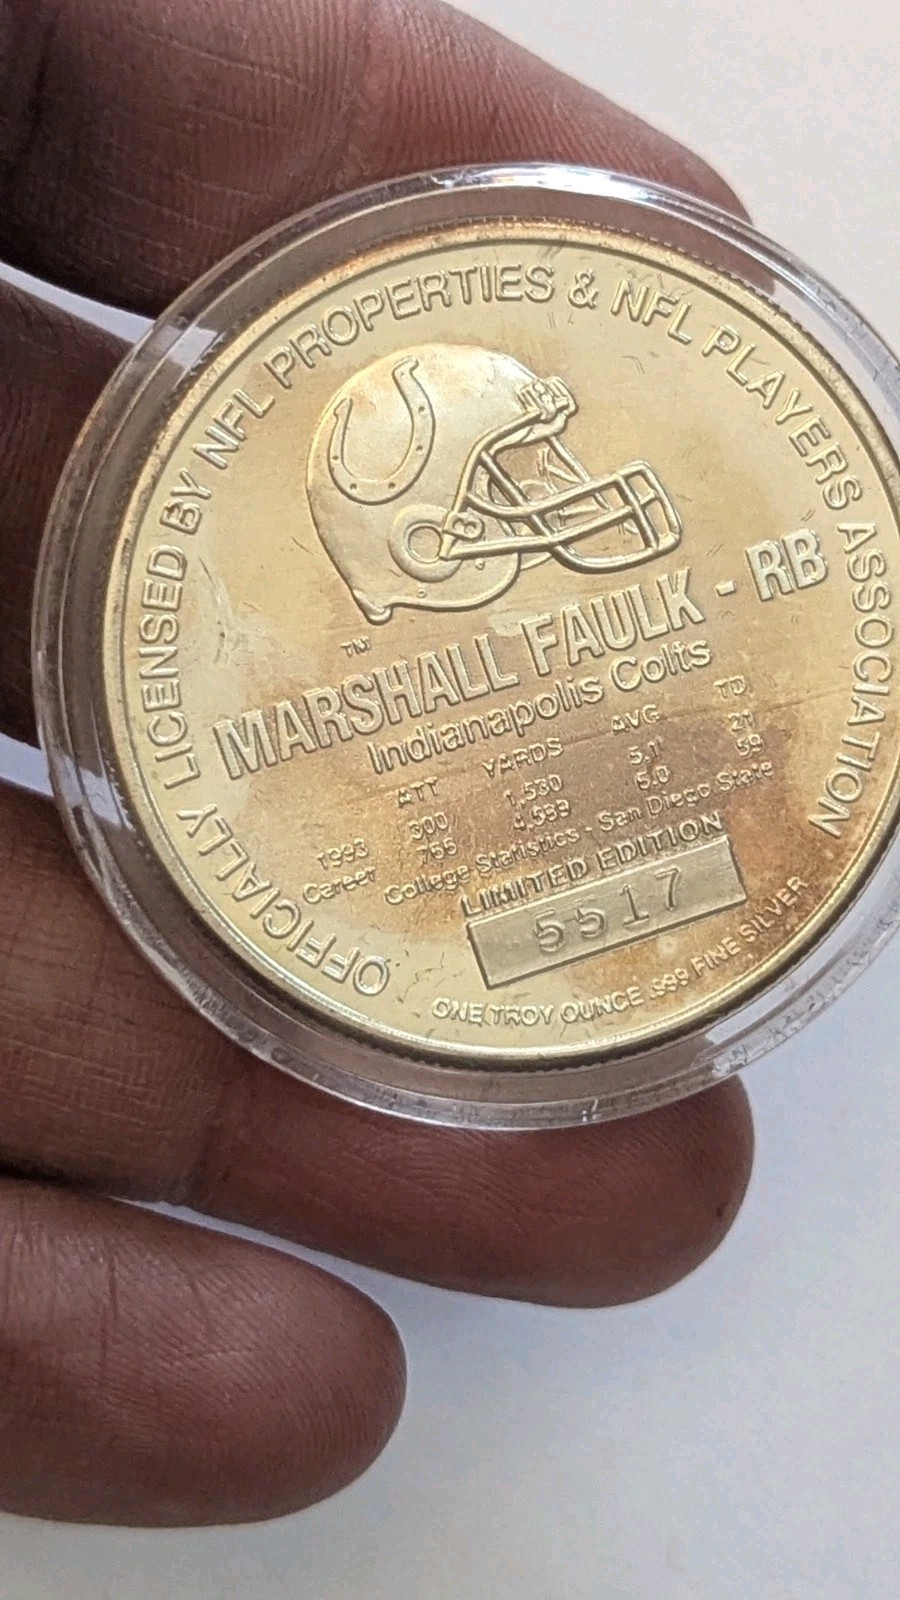 OFFICIALLY LICENSED BY NFL PROPERTIES & NFL PLAYERS ASSOCIATION
TM
MARSHALL FAULK - RB
Indianapolis Colts
ATT YARDS AVG TD
1993 300 1,530 5.1 21
Career 766 4,589 6.0 59
College Statistics - San Diego State
LIMITED EDITION
5517
ONE TROY OUNCE .999 FINE SILVER